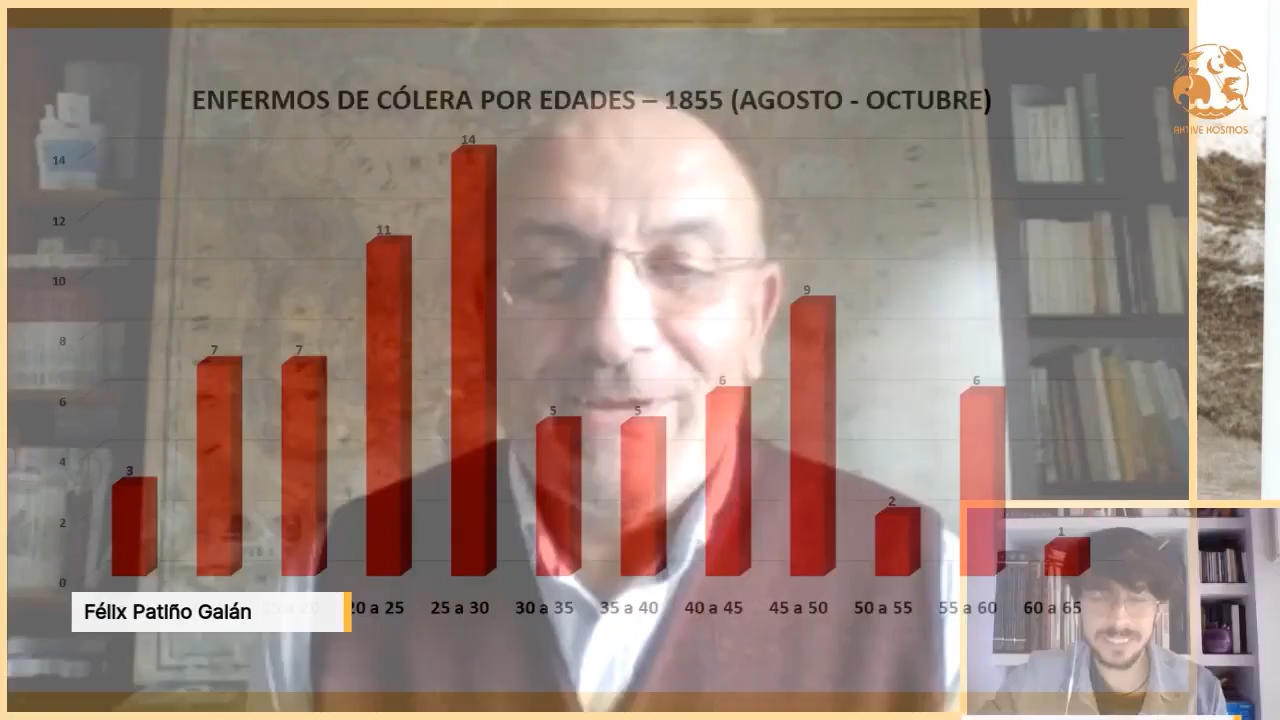 ENFERMOS DE CÓLERA POR EDADES – 1855 (AGOSTO - OCTUBRE)
AKTIVE KOSMOS
14
12
10
8
6
4
2
0
3
7
7
11
14
5
5
6
9
2
6
1
15 a 20
20 a 25
25 a 30
30 a 35
35 a 40
40 a 45
45 a 50
50 a 55
55 a 60
60 a 65
Félix Patiño Galán